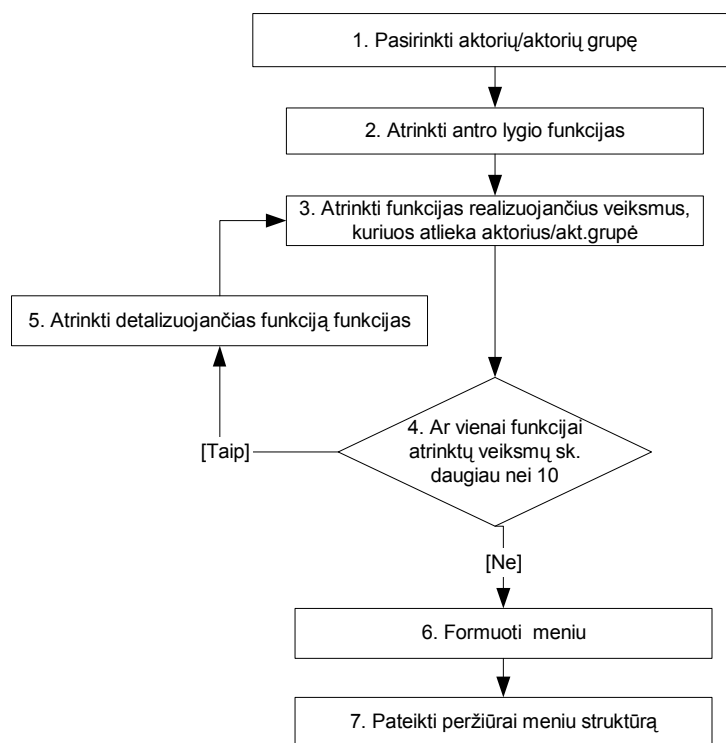 1. Pasirinkti aktorių/aktorių grupę
2. Atrinkti antro lygio funkcijas
3. Atrinkti funkcijas realizuojančius veiksmus,
kuriuos atlieka aktorius/akt.grupė
5. Atrinkti detalizuojančias funkciją funkcijas
4. Ar vienai funkcijai
atrinktų veiksmų sk.
daugiau nei 10
[Taip]
[Ne]
6. Formuoti meniu
7. Pateikti peržiūrai meniu struktūrą